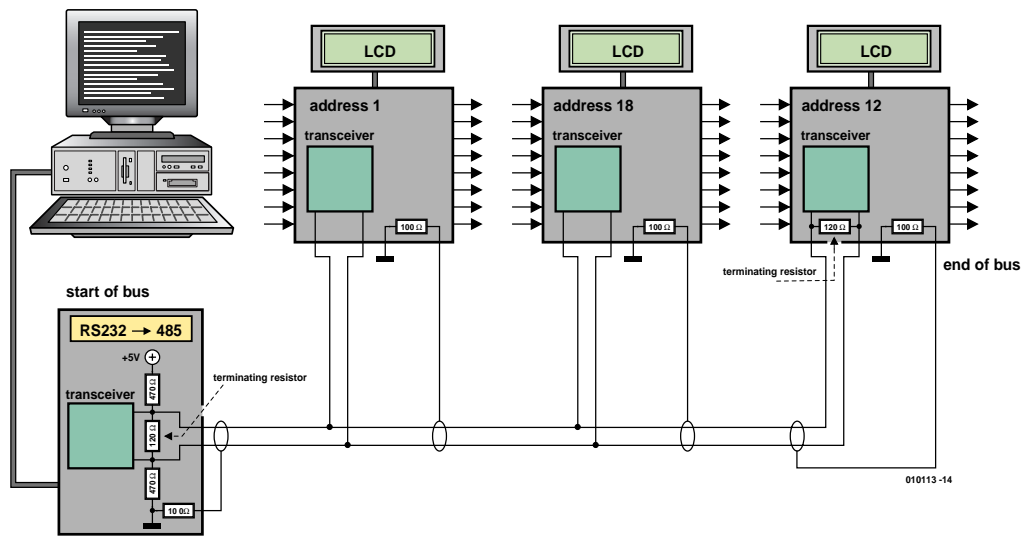 LCD
LCD
LCD
address 1
address 18
address 12
transceiver
transceiver
transceiver
100 Ω
100 Ω
120 Ω
100 Ω
terminating resistor
end of bus
start of bus
RS232 → 485
+5V
470 Ω
transceiver
terminating resistor
120 Ω
470 Ω
10 0Ω
010113 -14